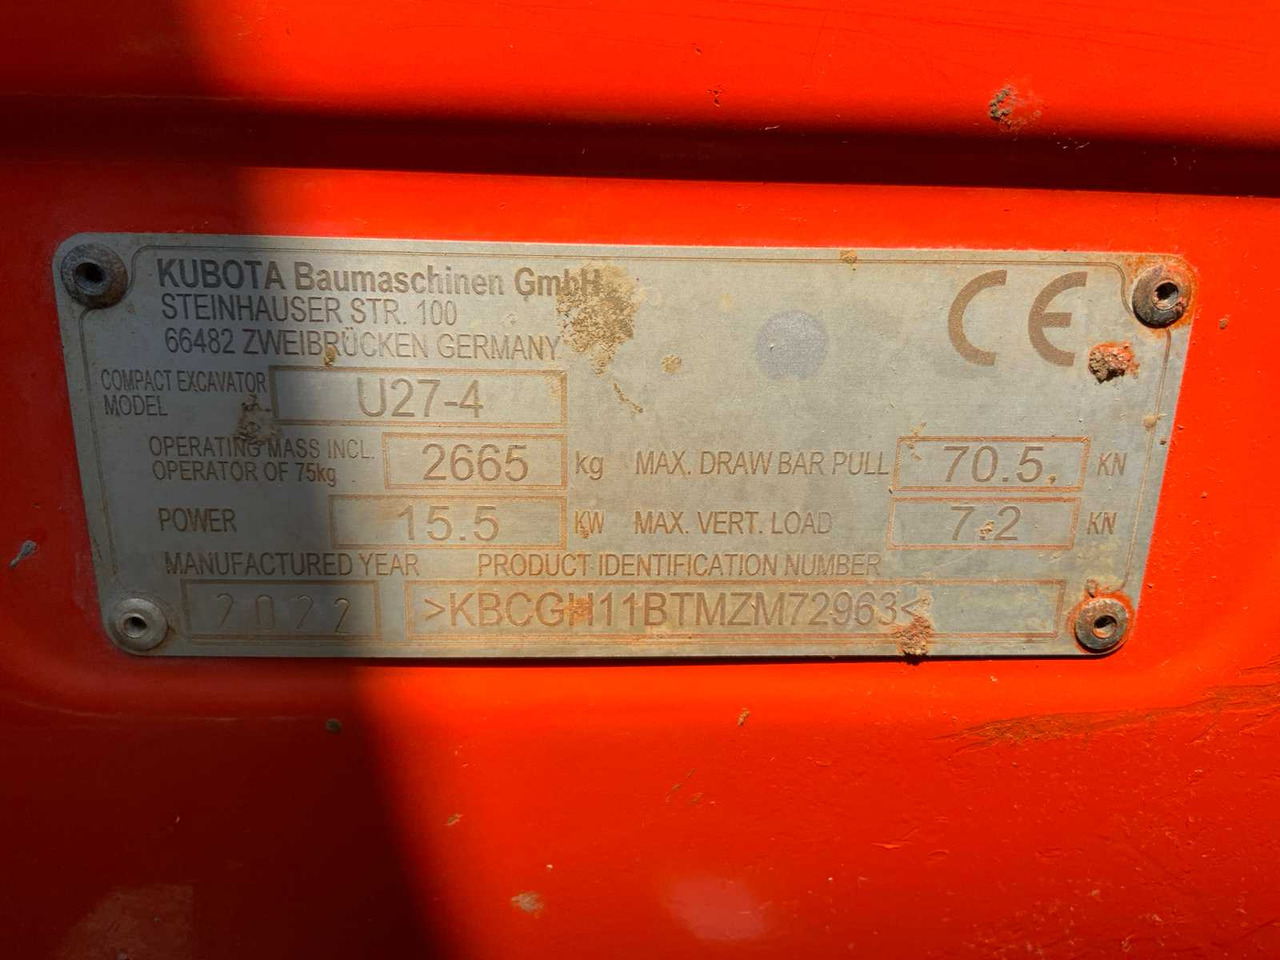 KUBOTA Baumaschinen GmbH
STEINHAUSER STR. 100
66482 ZWEIBRÜCKEN GERMANY
CE
COMPACT EXCAVATOR
MODEL U27-4
OPERATING MASS INCL.
OPERATOR OF 75kg 2665 kg MAX. DRAW BAR PULL 70.5 KN
POWER 15.5 KW MAX. VERT. LOAD 7.2 KN
MANUFACTURED YEAR PRODUCT IDENTIFICATION NUMBER
2022 >KBCGH11BTMZM72963<